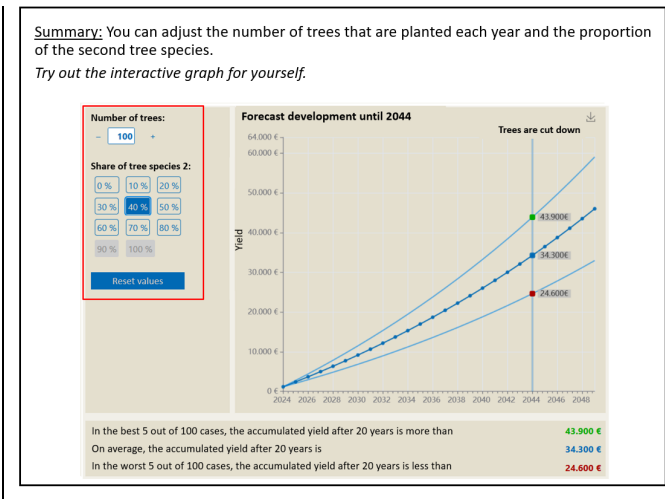 Summary: You can adjust the number of trees that are planted each year and the proportion
of the second tree species.
Try out the interactive graph for yourself.
Number of trees:
− 100 +
Share of tree species 2:
0 % 10 % 20 %
30 % 40 % 50 %
60 % 70 % 80 %
90 % 100 %
Reset values
Forecast development until 2044
Trees are cut down
64.000 €
60.000 €
50.000 €
40.000 €
30.000 €
20.000 €
10.000 €
0 €
Yield
43.900€
34.300€
24.600€
2024 2026 2028 2030 2032 2034 2036 2038 2040 2042 2044 2046 2048
In the best 5 out of 100 cases, the accumulated yield after 20 years is more than 43.900 €
On average, the accumulated yield after 20 years is 34.300 €
In the worst 5 out of 100 cases, the accumulated yield after 20 years is less than 24.600 €